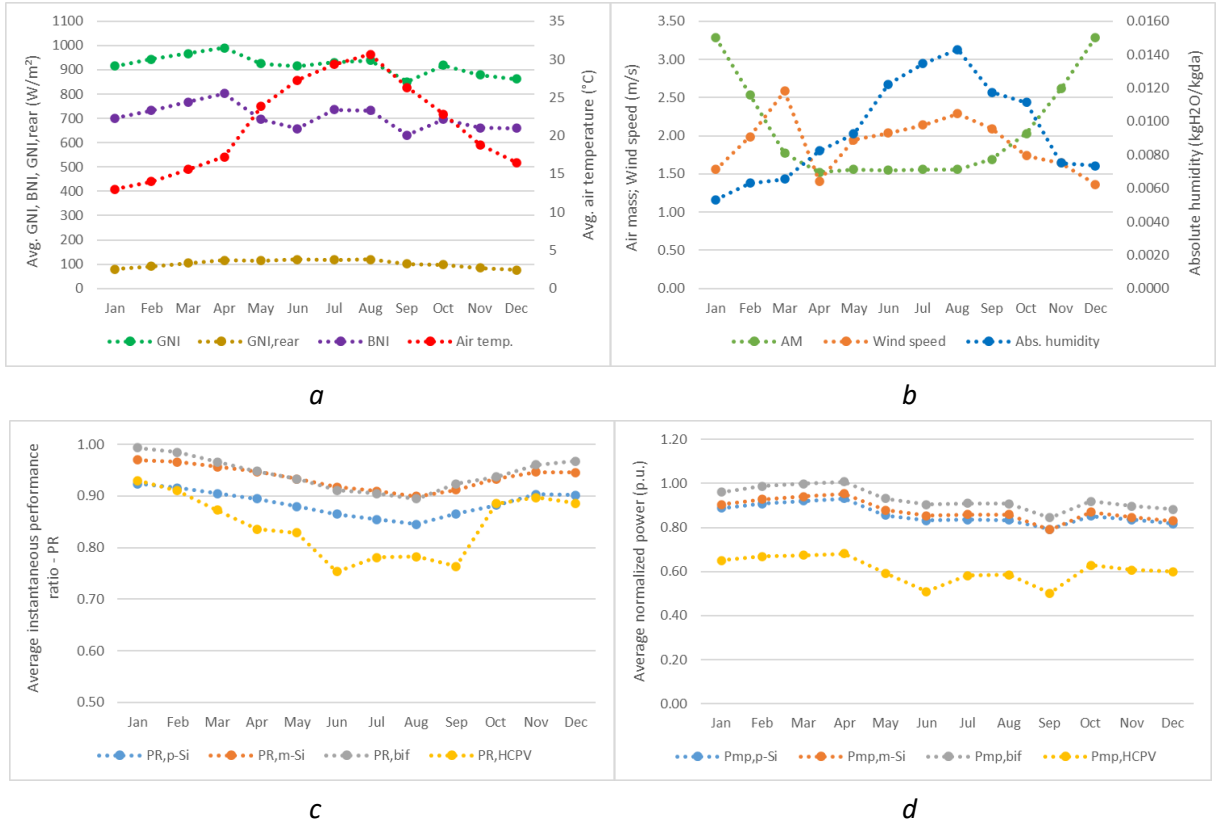 1100
1000
900
800
700
600
500
400
300
200
100
0
Avg. GNI, BNI, GNI,rear (W/m²)
35
30
25
20
15
10
5
0
Avg. air temperature (°C)
Jan Feb Mar Apr May Jun Jul Aug Sep Oct Nov Dec
GNI GNI,rear BNI Air temp.
a
3.50
3.00
2.50
2.00
1.50
1.00
0.50
0.00
Air mass; Wind speed (m/s)
0.0160
0.0140
0.0120
0.0100
0.0080
0.0060
0.0040
0.0020
0.0000
Absolute humidity (kgH2O/kgda)
Jan Feb Mar Apr May Jun Jul Aug Sep Oct Nov Dec
AM Wind speed Abs. humidity
b
1.00
0.90
0.80
0.70
0.60
0.50
Average instantaneous performance
ratio - PR
Jan Feb Mar Apr May Jun Jul Aug Sep Oct Nov Dec
PR,p-Si PR,m-Si PR,bif PR,HCPV
c
1.20
1.00
0.80
0.60
0.40
0.20
0.00
Average normalized power (p.u.)
Jan Feb Mar Apr May Jun Jul Aug Sep Oct Nov Dec
Pmp,p-Si Pmp,m-Si Pmp,bif Pmp,HCPV
d